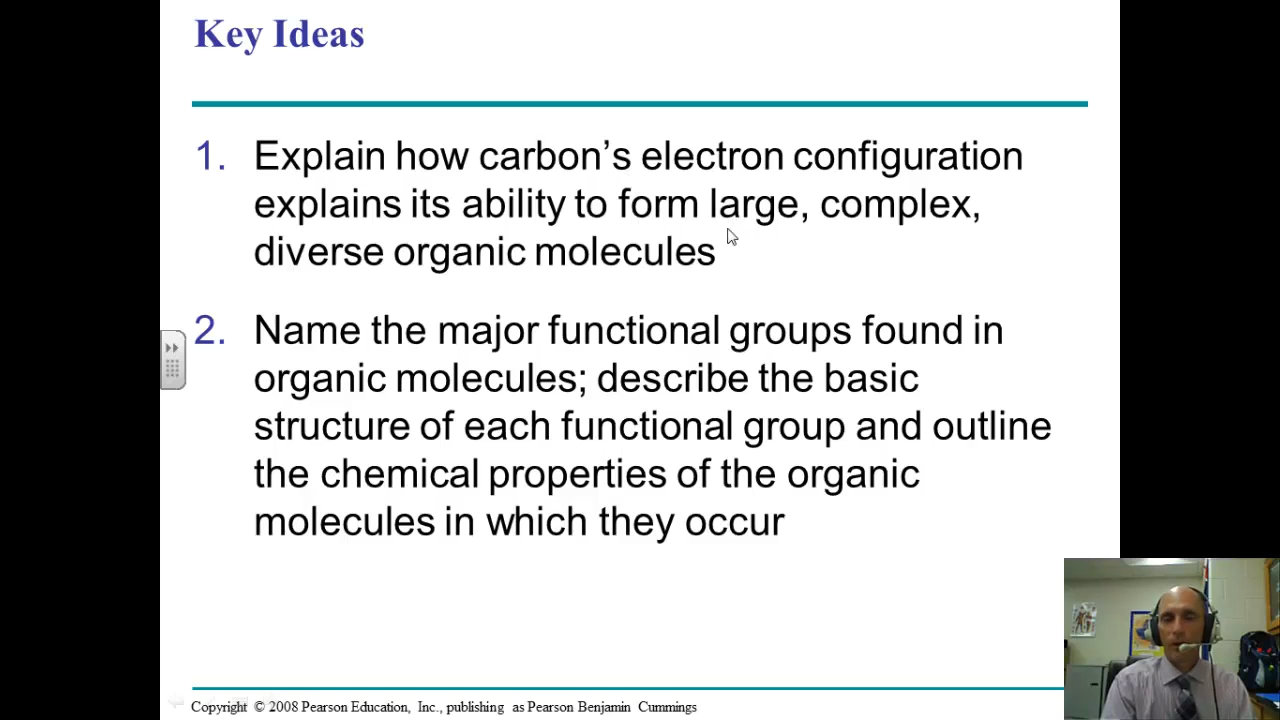 Key Ideas
1. Explain how carbon’s electron configuration
explains its ability to form large, complex,
diverse organic molecules
2. Name the major functional groups found in
organic molecules; describe the basic
structure of each functional group and outline
the chemical properties of the organic
molecules in which they occur
Copyright © 2008 Pearson Education, Inc., publishing as Pearson Benjamin Cummings